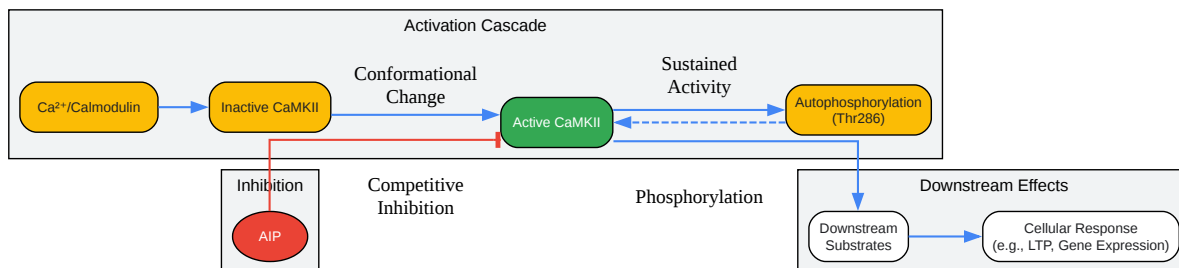 Activation Cascade
Conformational
Change
Sustained
Activity
Ca²⁺/Calmodulin
Inactive CaMKII
Active CaMKII
Autophosphorylation
(Thr286)
Inhibition
Competitive
Inhibition
Phosphorylation
Downstream Effects
AIP
Downstream
Substrates
Cellular Response
(e.g., LTP, Gene Expression)